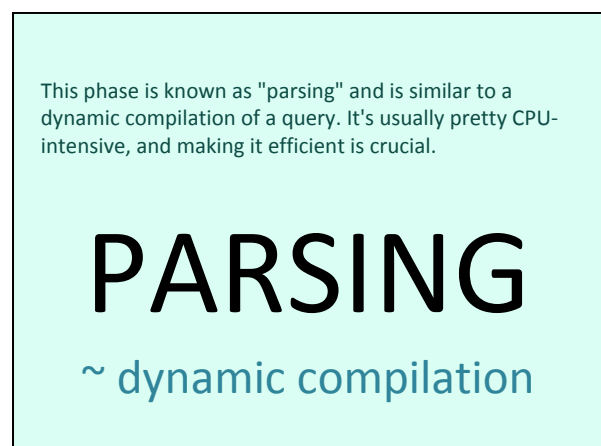 This phase is known as "parsing" and is similar to a
dynamic compilation of a query. It's usually pretty CPU-
intensive, and making it efficient is crucial.
PARSING
~ dynamic compilation